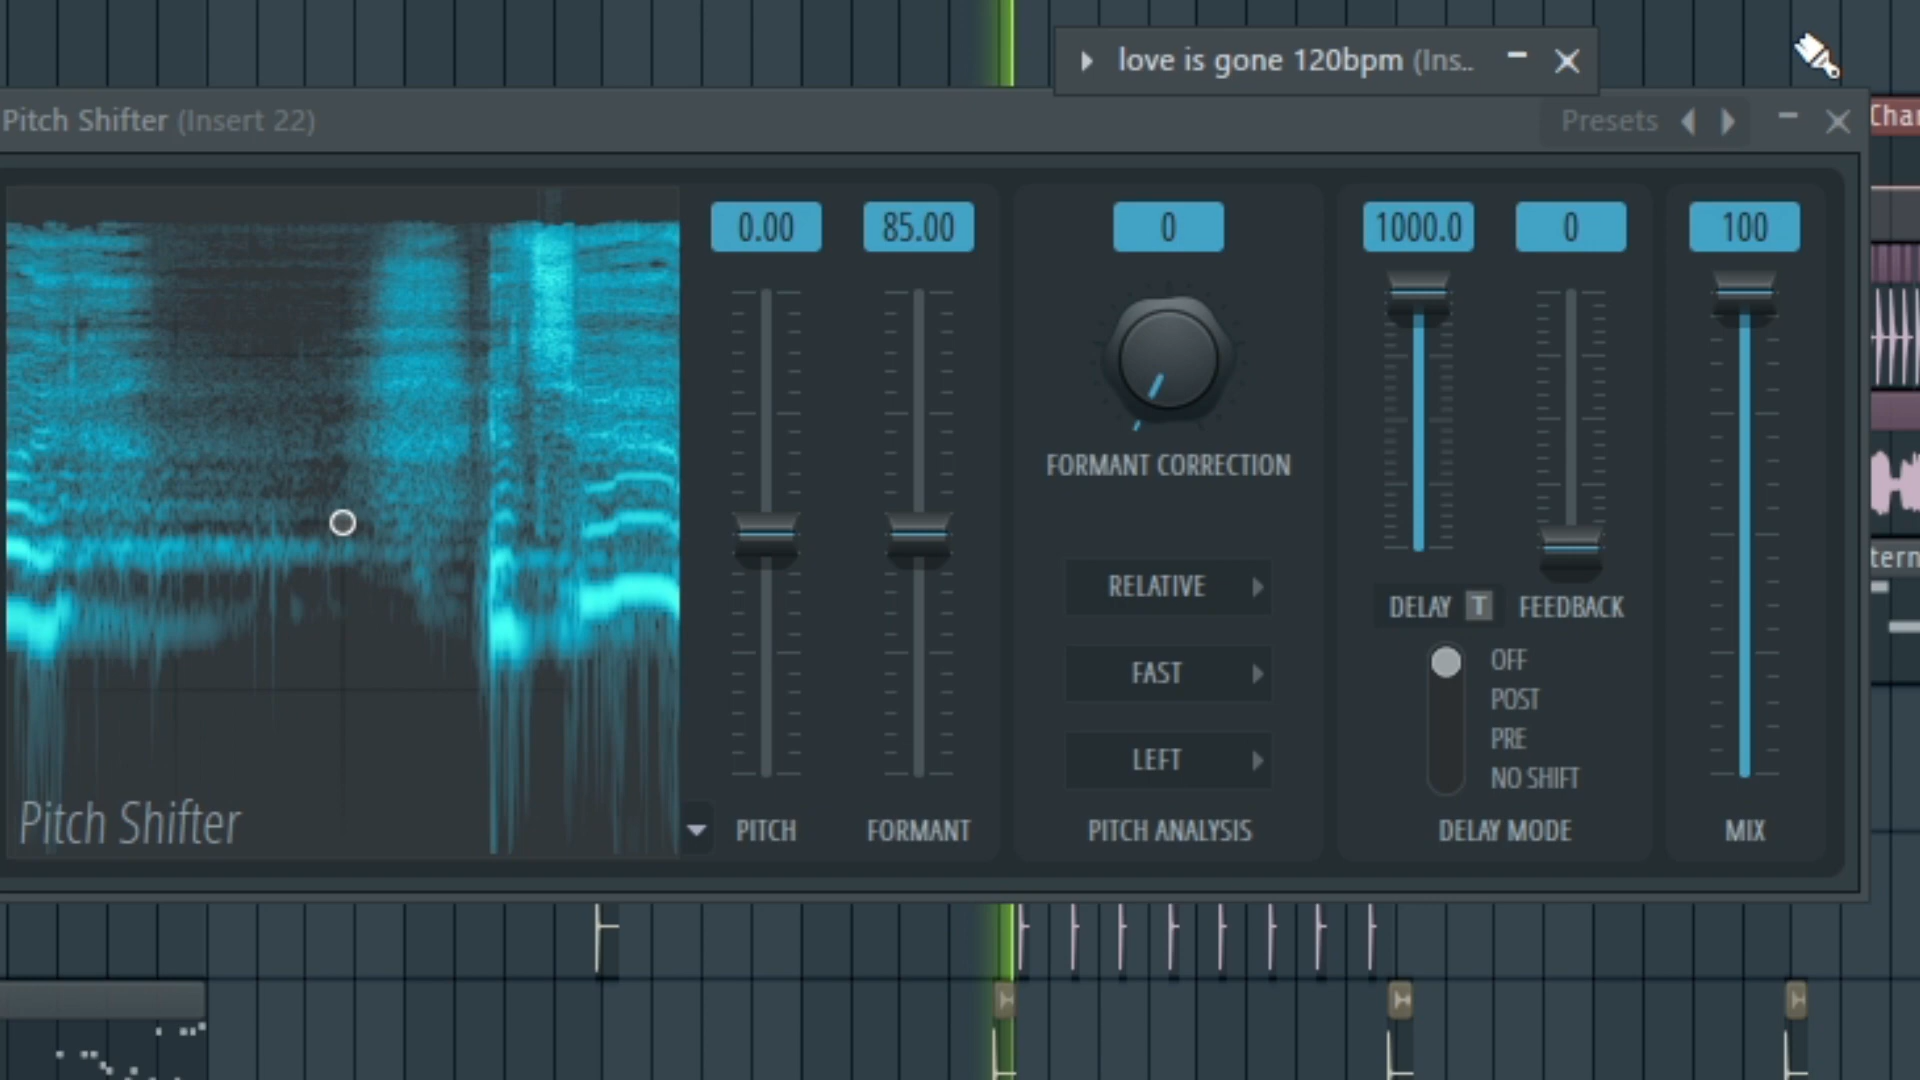 love is gone 120bpm (Ins..
Pitch Shifter (Insert 22)
Presets
Char
0.00
85.00
0
1000.0
0
100
FORMANT CORRECTION
RELATIVE
FAST
LEFT
DELAY T FEEDBACK
OFF
POST
PRE
NO SHIFT
Pitch Shifter
PITCH
FORMANT
PITCH ANALYSIS
DELAY MODE
MIX
tern